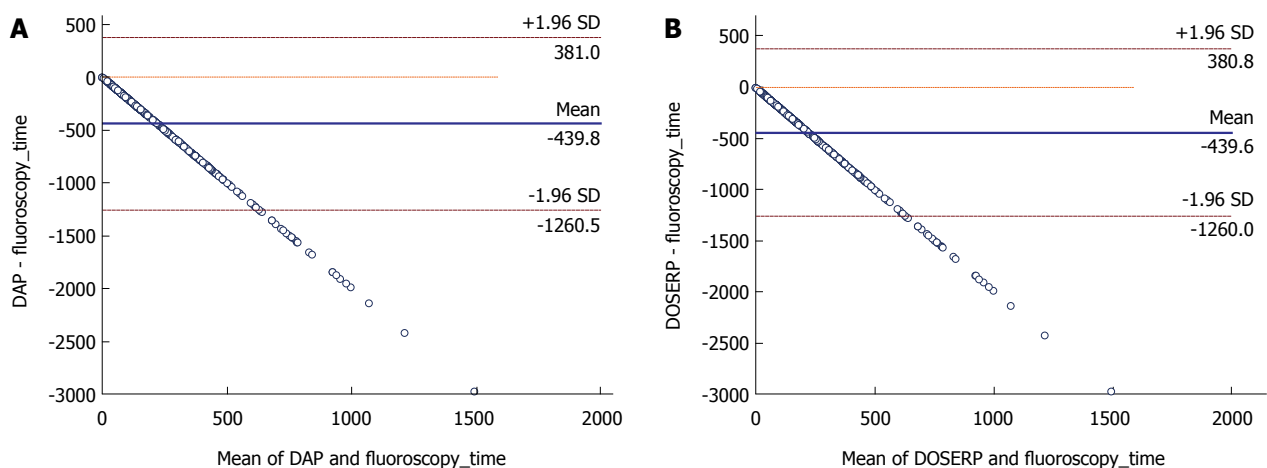 A
DAP - fluoroscopy_time
500
0
-500
-1000
-1500
-2000
-2500
-3000
+1.96 SD
381.0
Mean
-439.8
-1.96 SD
-1260.5
0 500 1000 1500 2000
Mean of DAP and fluoroscopy_time
B
DOSERP - fluoroscopy_time
500
0
-500
-1000
-1500
-2000
-2500
-3000
+1.96 SD
380.8
Mean
-439.6
-1.96 SD
-1260.0
0 500 1000 1500 2000
Mean of DOSERP and fluoroscopy_time